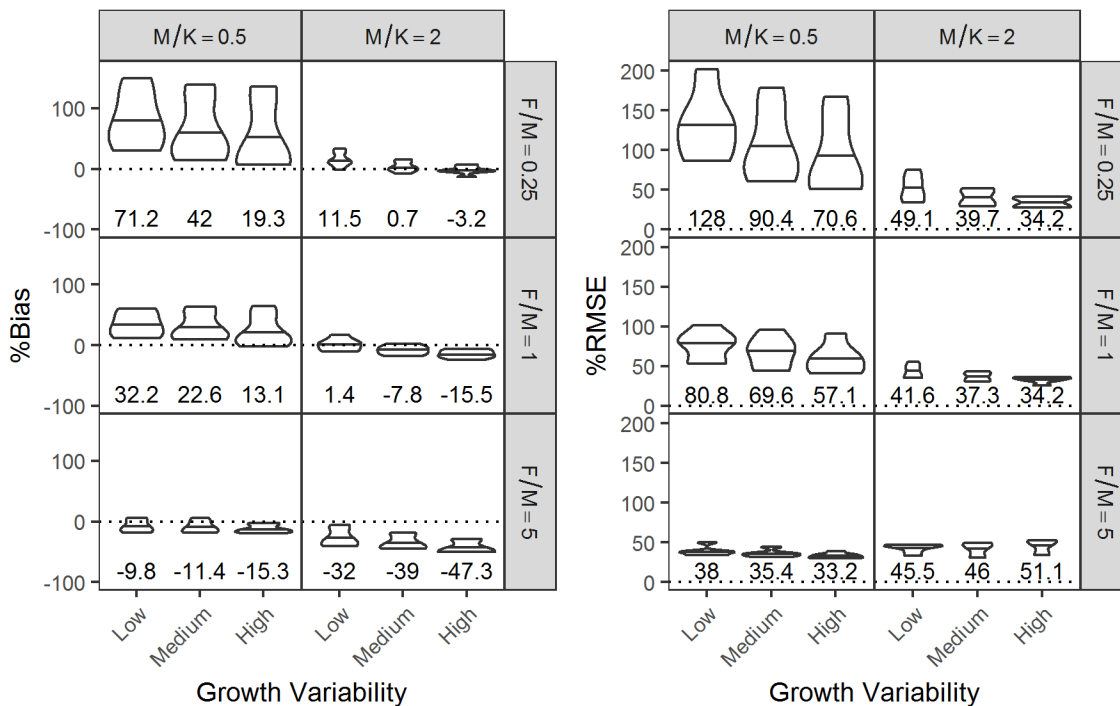 M/K = 0.5 M/K = 2
100
0
-100
71.2 42 19.3 11.5 0.7 -3.2
F/M = 0.25
100
0
-100
32.2 22.6 13.1 1.4 -7.8 -15.5
F/M = 1
100
0
-100
-9.8 -11.4 -15.3 -32 -39 -47.3
F/M = 5
%Bias
Low Medium High Low Medium High
Growth Variability
M/K = 0.5 M/K = 2
200
150
100
50
0
128 90.4 70.6 49.1 39.7 34.2
F/M = 0.25
200
150
100
50
0
80.8 69.6 57.1 41.6 37.3 34.2
F/M = 1
200
150
100
50
0
38 35.4 33.2 45.5 46 51.1
F/M = 5
%RMSE
Low Medium High Low Medium High
Growth Variability